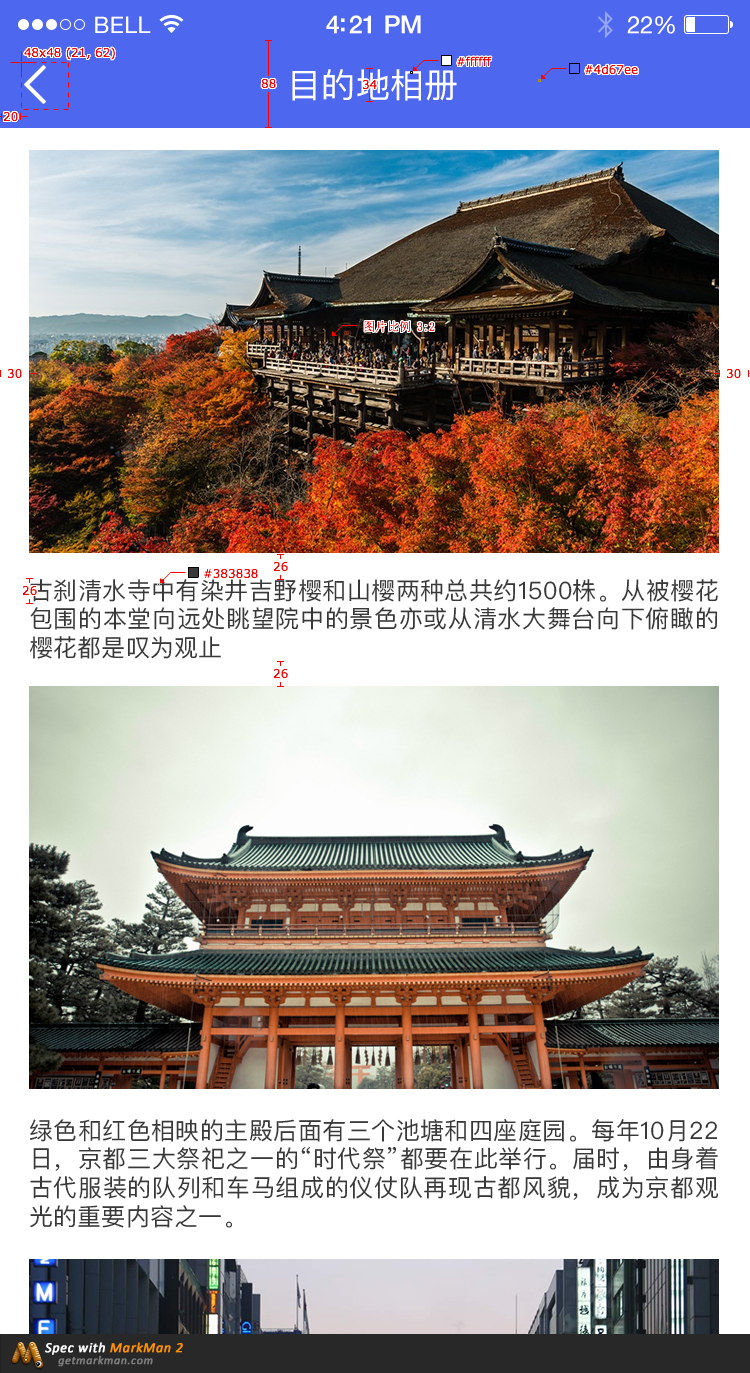 BELL 4:21 PM 22%
48x48 (21, 62)
#ffffff
#4d67ee
88
34
目的地相册
20
图片比例 3:2
30
30
26
#383838
26
古刹清水寺中有染井吉野樱和山樱两种总共约1500株。从被樱花
包围的本堂向远处眺望院中的景色亦或从清水大舞台向下俯瞰的
樱花都是叹为观止
26
绿色和红色相映的主殿后面有三个池塘和四座庭园。每年10月22
日，京都三大祭祀之一的“时代祭”都要在此举行。届时，由身着
古代服装的队列和车马组成的仪仗队再现古都风貌，成为京都观
光的重要内容之一。
M
Spec with MarkMan 2
getmarkman.com